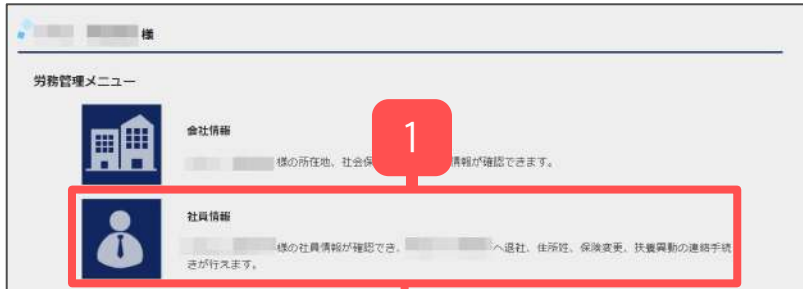 様
労務管理メニュー
会社情報
1
様の所在地、社会保 情報が確認できます。
社員情報
様の社員情報が確認でき、 へ退社、住所姓、保険変更、扶養異動の連絡手続
きが行えます。